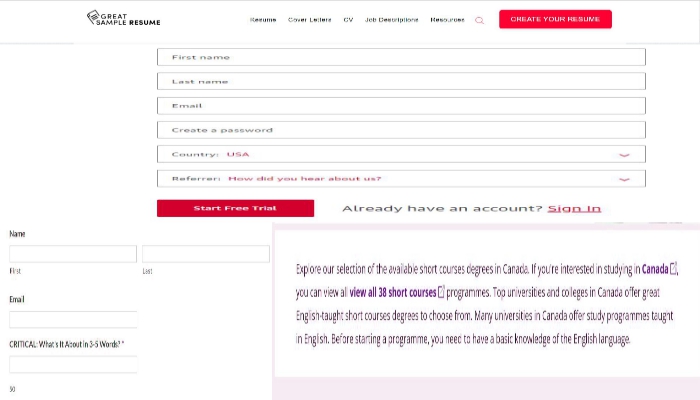 GREAT
SAMPLE RESUME
Resume Cover Letters CV Job Descriptions Resources CREATE YOUR RESUME
First name
Last name
Email
Create a password
Country: USA
Referrer: How did you hear about us?
Start Free Trial Already have an account? Sign In
Name
First Last
Email
CRITICAL: What's It About In 3-5 Words? *
50
Explore our selection of the available short courses degrees in Canada. If you're interested in studying in Canada,
you can view all view all 38 short courses programmes. Top universities and colleges in Canada offer great
English-taught short courses degrees to choose from. Many universities in Canada offer study programmes taught
in English. Before starting a programme, you need to have a basic knowledge of the English language.